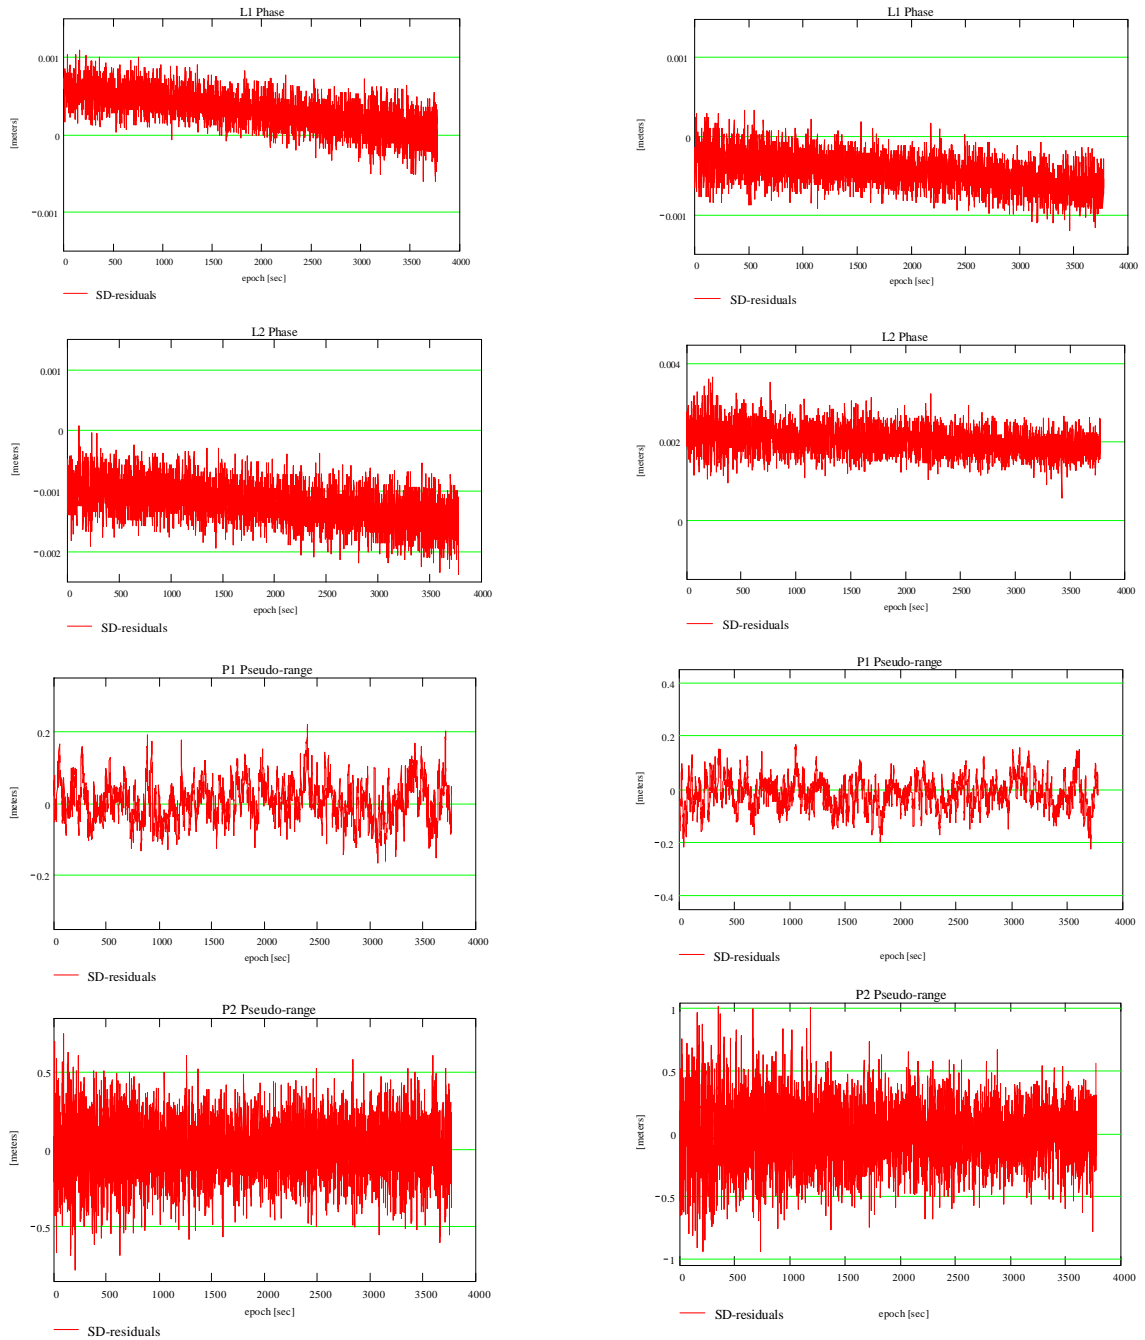 L1 Phase
0.001
0
−0.001
[meters]
0 500 1000 1500 2000 2500 3000 3500 4000
epoch [sec]
SD-residuals
L1 Phase
0.001
0
−0.001
[meters]
0 500 1000 1500 2000 2500 3000 3500 4000
epoch [sec]
SD-residuals
L2 Phase
0.001
0
−0.001
−0.002
[meters]
0 500 1000 1500 2000 2500 3000 3500 4000
epoch [sec]
SD-residuals
L2 Phase
0.004
0.002
0
[meters]
0 500 1000 1500 2000 2500 3000 3500 4000
epoch [sec]
SD-residuals
P1 Pseudo-range
0.2
0
−0.2
[meters]
0 500 1000 1500 2000 2500 3000 3500 4000
epoch [sec]
SD-residuals
P1 Pseudo-range
0.4
0.2
0
−0.2
−0.4
[meters]
0 500 1000 1500 2000 2500 3000 3500 4000
epoch [sec]
SD-residuals
P2 Pseudo-range
0.5
0
−0.5
[meters]
0 500 1000 1500 2000 2500 3000 3500 4000
epoch [sec]
SD-residuals
P2 Pseudo-range
1
0.5
0
−0.5
−1
[meters]
0 500 1000 1500 2000 2500 3000 3500 4000
epoch [sec]
SD-residuals